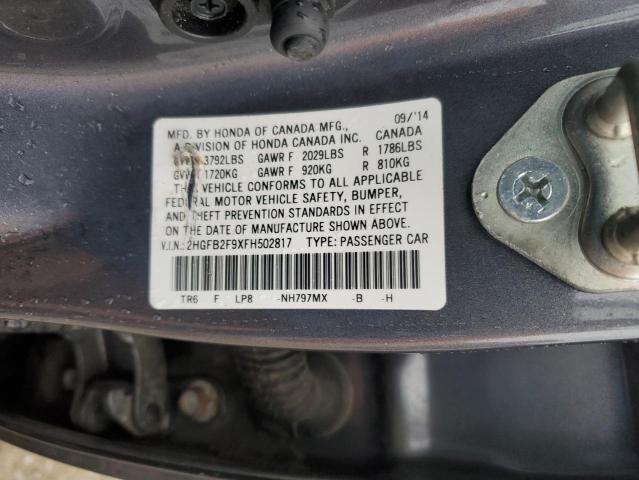 09/'14
MFD. BY HONDA OF CANADA MFG.,
A DIVISION OF HONDA CANADA INC. CANADA
3792LBS GAWR F 2029LBS R 1786LBS
1720KG GAWR F 920KG R 810KG
VEHICLE CONFORMS TO ALL APPLICABLE
FEDERAL MOTOR VEHICLE SAFETY, BUMPER,
AND THEFT PREVENTION STANDARDS IN EFFECT
ON THE DATE OF MANUFACTURE SHOWN ABOVE.
V.I.N.: 2HGFB2F9XFH502817 TYPE: PASSENGER CAR
TR6 F LP8 -NH797MX -B -H